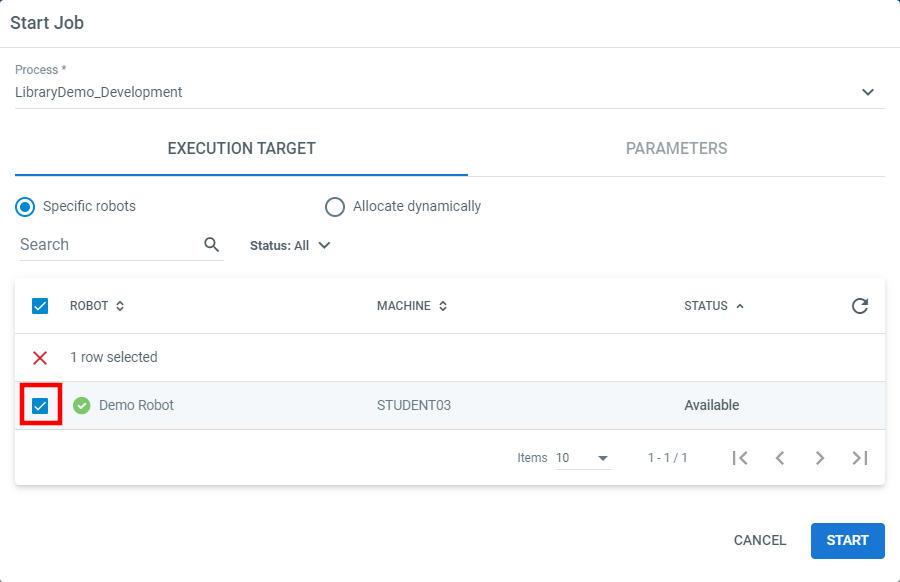 Start Job
Process *
LibraryDemo_Development
EXECUTION TARGET PARAMETERS
Specific robots Allocate dynamically
Search Status: All
ROBOT MACHINE STATUS
1 row selected
Demo Robot STUDENT03 Available
Items 10 1 - 1 / 1
CANCEL START